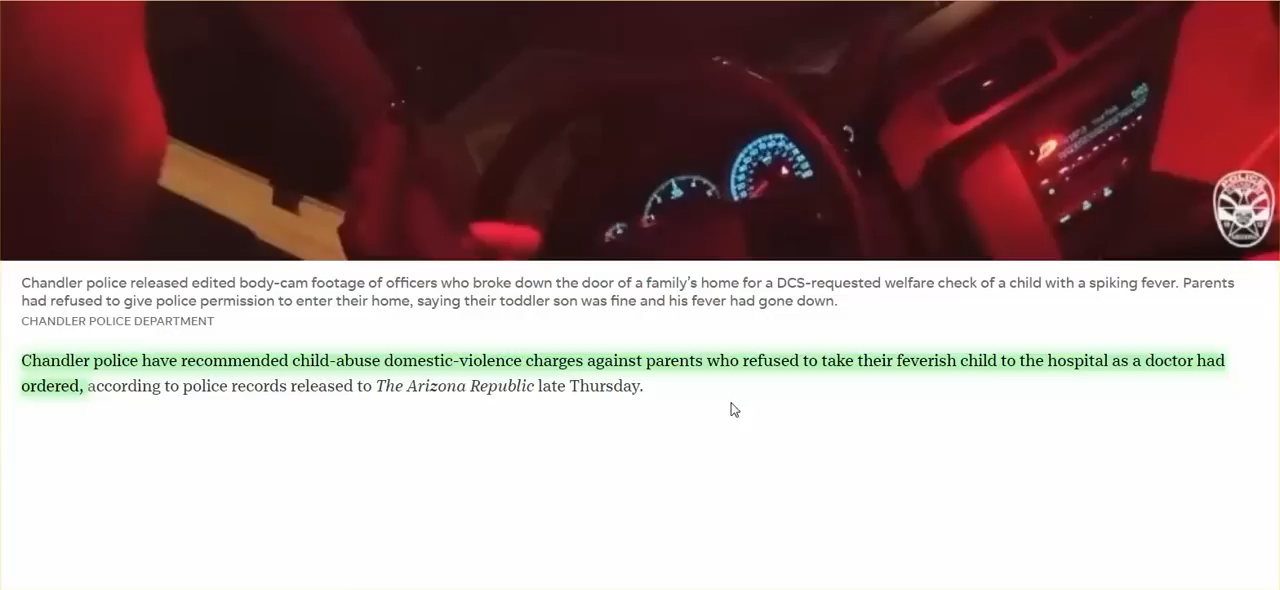 POLICE
Chandler police released edited body-cam footage of officers who broke down the door of a family’s home for a DCS-requested welfare check of a child with a spiking fever. Parents
had refused to give police permission to enter their home, saying their toddler son was fine and his fever had gone down.
CHANDLER POLICE DEPARTMENT
Chandler police have recommended child-abuse domestic-violence charges against parents who refused to take their feverish child to the hospital as a doctor had
ordered, according to police records released to The Arizona Republic late Thursday.